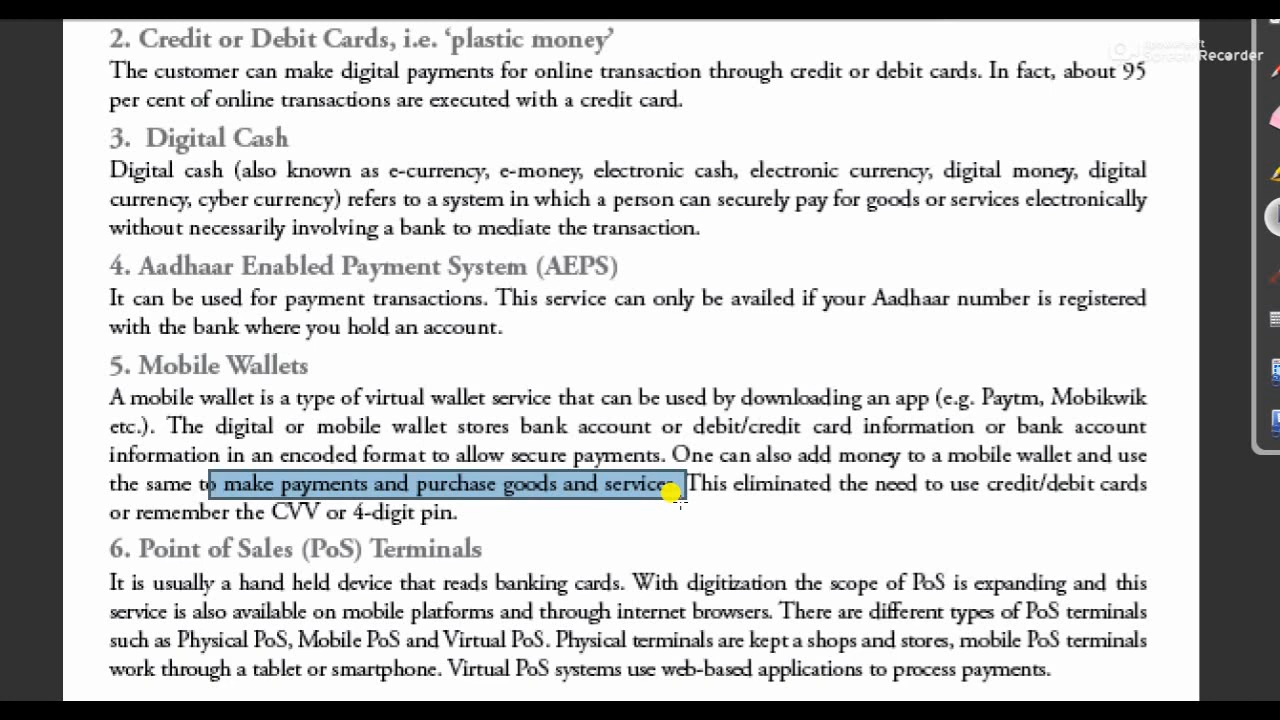 2. Credit or Debit Cards, i.e. ‘plastic money’
Screen Recorder
The customer can make digital payments for online transaction through credit or debit cards. In fact, about 95
per cent of online transactions are executed with a credit card.
3. Digital Cash
Digital cash (also known as e-currency, e-money, electronic cash, electronic currency, digital money, digital
currency, cyber currency) refers to a system in which a person can securely pay for goods or services electronically
without necessarily involving a bank to mediate the transaction.
4. Aadhaar Enabled Payment System (AEPS)
It can be used for payment transactions. This service can only be availed if your Aadhaar number is registered
with the bank where you hold an account.
5. Mobile Wallets
A mobile wallet is a type of virtual wallet service that can be used by downloading an app (e.g. Paytm, Mobikwik
etc.). The digital or mobile wallet stores bank account or debit/credit card information or bank account
information in an encoded format to allow secure payments. One can also add money to a mobile wallet and use
the same to make payments and purchase goods and services. This eliminated the need to use credit/debit cards
or remember the CVV or 4-digit pin.
6. Point of Sales (PoS) Terminals
It is usually a hand held device that reads banking cards. With digitization the scope of PoS is expanding and this
service is also available on mobile platforms and through internet browsers. There are different types of PoS terminals
such as Physical PoS, Mobile PoS and Virtual PoS. Physical terminals are kept a shops and stores, mobile PoS terminals
work through a tablet or smartphone. Virtual PoS systems use web-based applications to process payments.